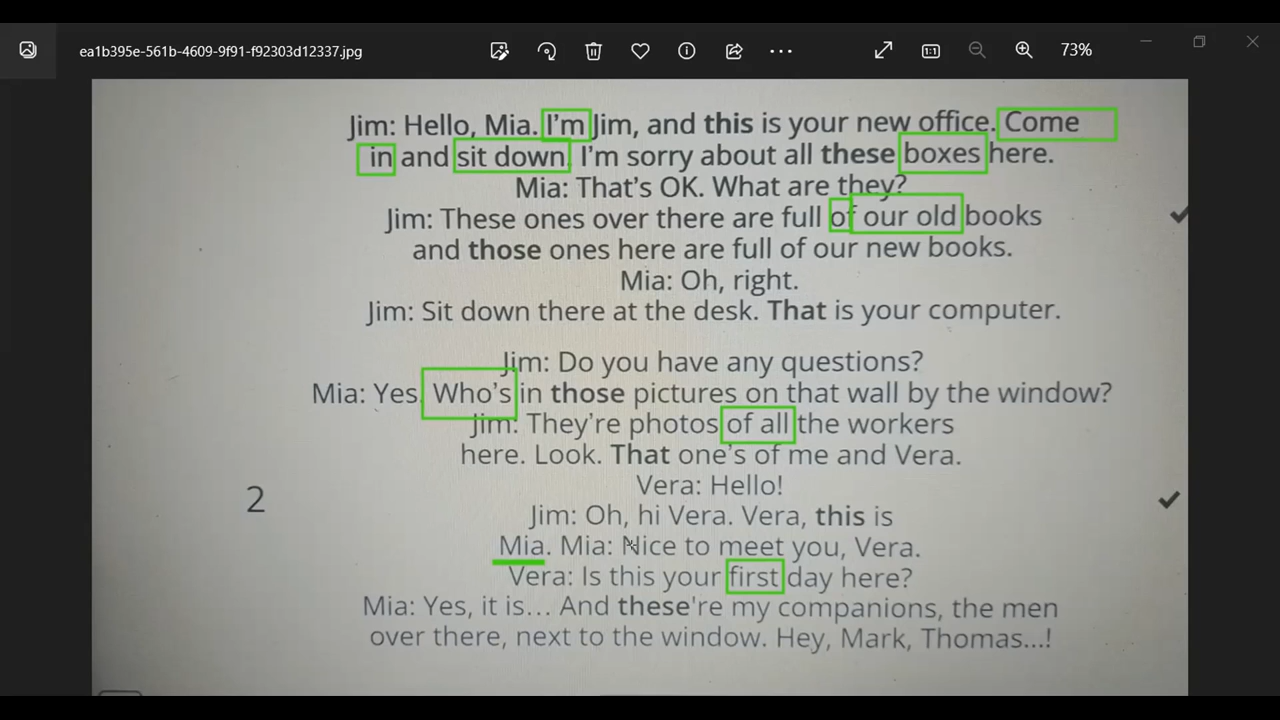 ea1b395e-561b-4609-9f91-f92303d12337.jpg
73%
Jim: Hello, Mia. I'm Jim, and this is your new office. Come
in and sit down. I'm sorry about all these boxes here.
Mia: That's OK. What are they?
Jim: These ones over there are full of our old books
and those ones here are full of our new books.
Mia: Oh, right.
Jim: Sit down there at the desk. That is your computer.
Jim: Do you have any questions?
Mia: Yes. Who's in those pictures on that wall by the window?
Jim: They're photos of all the workers
here. Look. That one's of me and Vera.
Vera: Hello!
2
Jim: Oh, hi Vera. Vera, this is
Mia. Mia: Nice to meet you, Vera.
Vera: Is this your first day here?
Mia: Yes, it is... And these're my companions, the men
over there, next to the window. Hey, Mark, Thomas...!